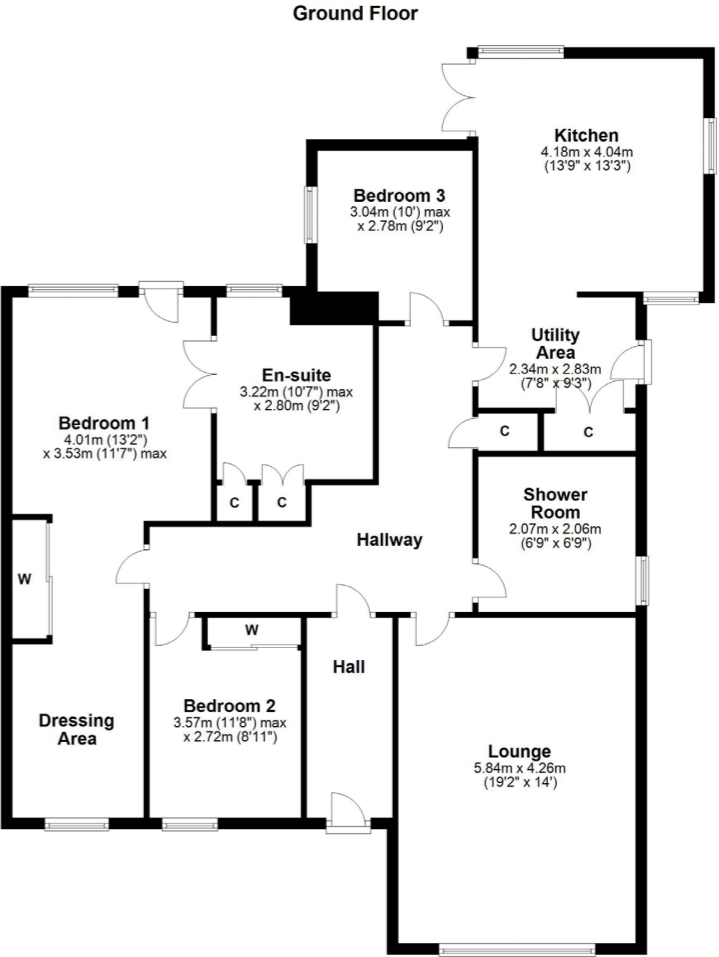 Ground Floor
Kitchen
4.18m x 4.04m
(13'9" x 13'3")
Bedroom 3
3.04m (10') max
x 2.78m (9'2")
Utility
Area
2.34m x 2.83m
(7'8" x 9'3")
En-suite
3.22m (10'7") max
x 2.80m (9'2")
Bedroom 1
4.01m (13'2")
x 3.53m (11'7") max
C
C
C
C
Shower
Room
2.07m x 2.06m
(6'9" x 6'9")
Hallway
W
W
Hall
Bedroom 2
3.57m (11'8") max
x 2.72m (8'11")
Dressing
Area
Lounge
5.84m x 4.26m
(19'2" x 14')